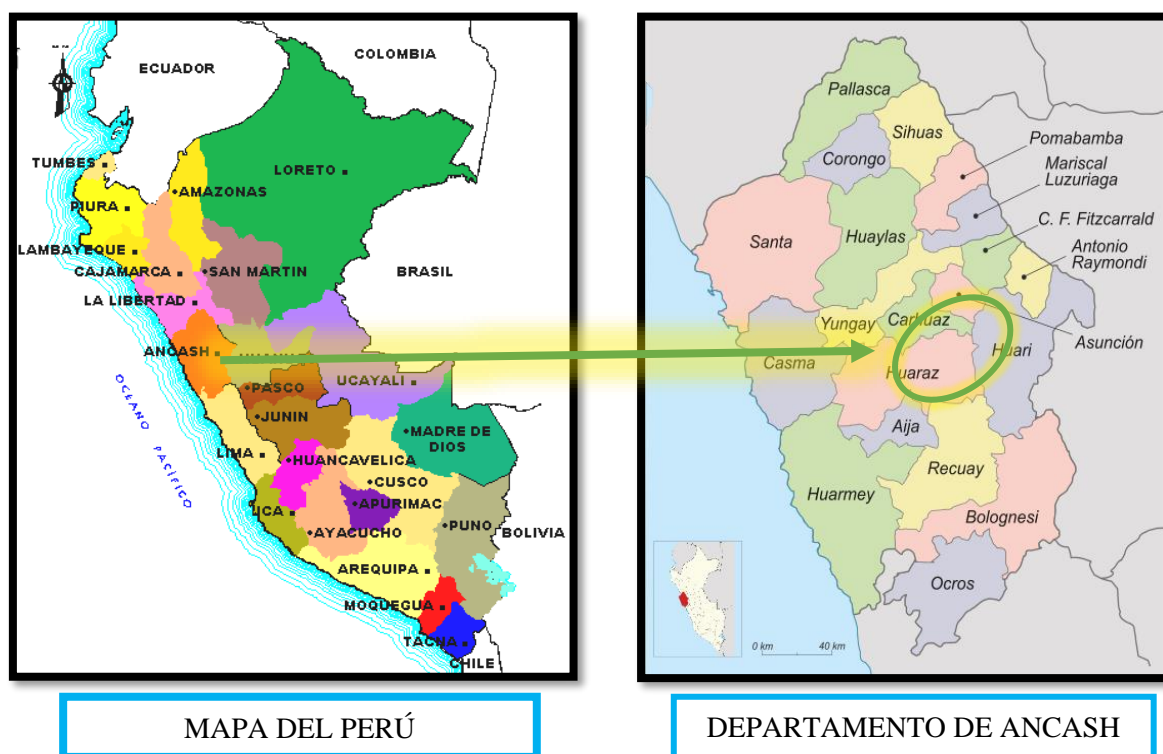 ECUADOR
COLOMBIA
TUMBES
LORETO
AMAZONAS
PIURA
LAMBAYEQUE
CAJAMARCA
SAN MARTIN
BRASIL
LA LIBERTAD
ANCASH
PASCO
UCAYALI
JUNIN
MADRE DE
DIOS
LIMA
HUANCAVELICA
CUSCO
APURIMAC
ICA
AYACUCHO
PUNO
BOLIVIA
AREQUIPA
MOQUEGUA
TACNA
CHILE
OCEANO PACÍFICO
MAPA DEL PERÚ
Pallasca
Sihuas
Pomabamba
Corongo
Mariscal
Luzuriaga
C. F. Fitzcarrald
Santa
Huaylas
Antonio
Raymondi
Yungay
Carhuaz
Asunción
Casma
Huaraz
Huari
Aija
Recuay
Huarmey
Bolognesi
Ocros
0 km 40 km
DEPARTAMENTO DE ANCASH